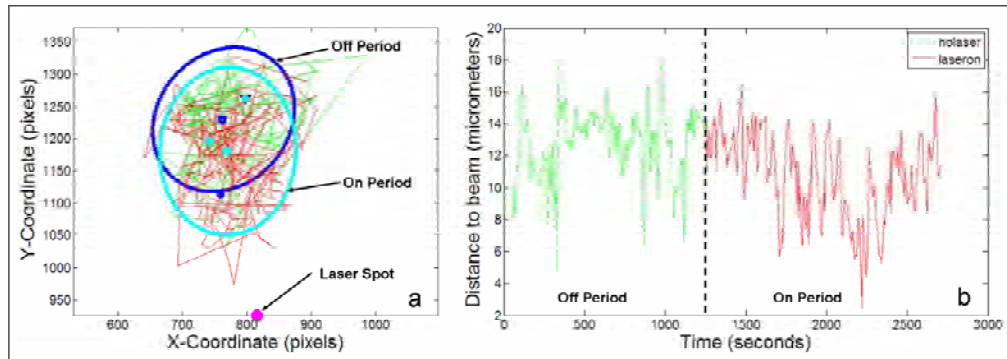 1350
1300
1250
1200
1150
1100
1050
1000
950
600
700
800
900
1000
Y-Coordinate (pixels)
X-Coordinate (pixels)
Off Period
On Period
Laser Spot
a
20
18
16
14
12
10
8
6
4
2
0
500
1000
1500
2000
2500
3000
Distance to beam (micrometers)
Time (seconds)
nolaser
laseron
Off Period
On Period
b